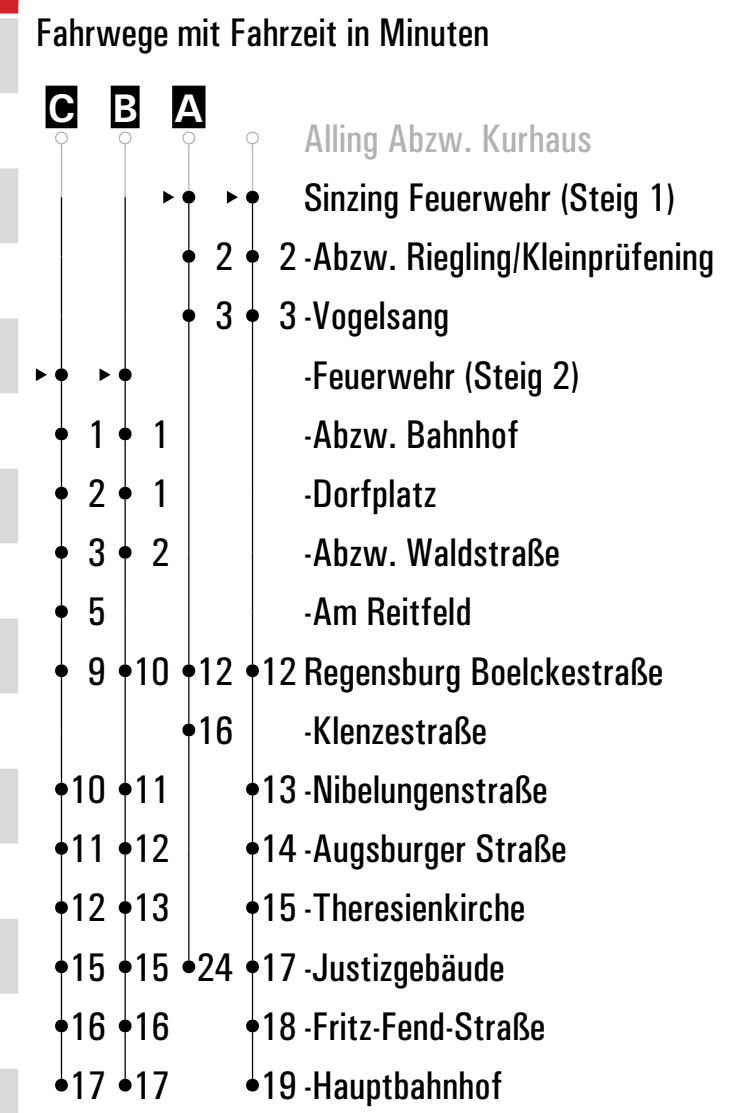 Fahrwege mit Fahrzeit in Minuten
C B A
Alling Abzw. Kurhaus
Sinzing Feuerwehr (Steig 1)
2 2 -Abzw. Riegling/Kleinprüfening
3 3 -Vogelsang
-Feuerwehr (Steig 2)
1 1 -Abzw. Bahnhof
2 1 -Dorfplatz
3 2 -Abzw. Waldstraße
5 -Am Reitfeld
9 10 12 12 Regensburg Boelckestraße
16 -Klenzestraße
10 11 13 -Nibelungenstraße
11 12 14 -Augsburger Straße
12 13 15 -Theresienkirche
15 15 24 17 -Justizgebäude
16 16 18 -Fritz-Fend-Straße
17 17 19 -Hauptbahnhof